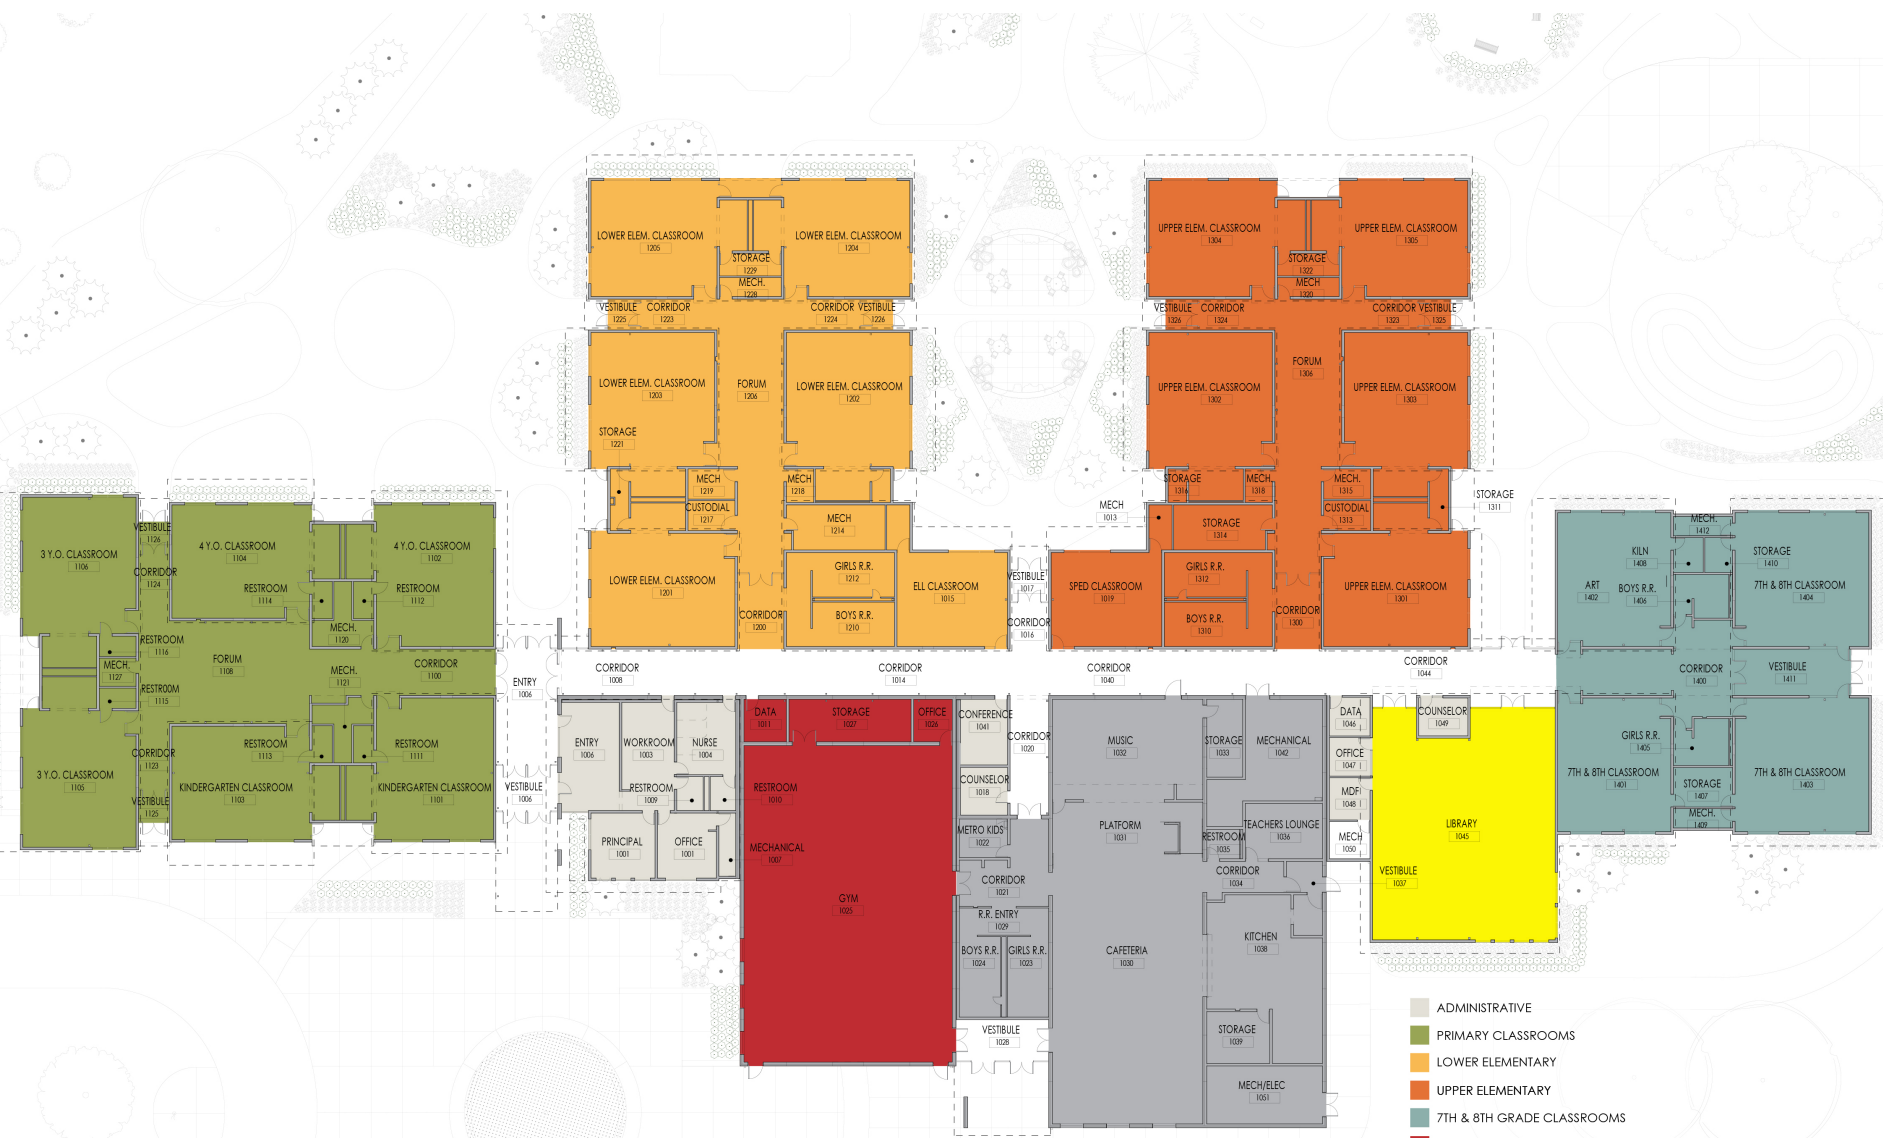 LOWER ELEM. CLASSROOM
1205
LOWER ELEM. CLASSROOM
1204
STORAGE
1229
MECH.
1228
VESTIBULE
1225
CORRIDOR
1223
CORRIDOR
1224
VESTIBULE
1226
LOWER ELEM. CLASSROOM
1203
FORUM
1206
LOWER ELEM. CLASSROOM
1202
STORAGE
1221
MECH
1219
MECH
1218
CUSTODIAL
1217
MECH
1214
LOWER ELEM. CLASSROOM
1201
GIRLS R.R.
1212
BOYS R.R.
1210
CORRIDOR
1200
ELL CLASSROOM
1015
UPPER ELEM. CLASSROOM
1304
UPPER ELEM. CLASSROOM
1305
STORAGE
1322
MECH
1320
VESTIBULE
1326
CORRIDOR
1324
CORRIDOR
1323
VESTIBULE
1325
FORUM
1306
UPPER ELEM. CLASSROOM
1302
UPPER ELEM. CLASSROOM
1303
STORAGE
1316
MECH.
1318
MECH.
1315
CUSTODIAL
1313
STORAGE
1311
MECH
1013
STORAGE
1314
GIRLS R.R.
1312
BOYS R.R.
1310
SPED CLASSROOM
1019
CORRIDOR
1300
UPPER ELEM. CLASSROOM
1301
VESTIBULE
1017
CORRIDOR
1016
3 Y.O. CLASSROOM
1106
VESTIBULE
1126
CORRIDOR
1124
4 Y.O. CLASSROOM
1104
4 Y.O. CLASSROOM
1102
RESTROOM
1114
RESTROOM
1112
MECH.
1120
RESTROOM
1116
MECH.
1127
RESTR00M
1115
FORUM
1108
MECH.
1121
CORRIDOR
1100
3 Y.O. CLASSROOM
1105
CORRIDOR
1123
VESTIBULE
1125
RESTROOM
1113
RESTROOM
1111
KINDERGARTEN CLASSROOM
1103
KINDERGARTEN CLASSROOM
1101
ENTRY
1006
VESTIBULE
1006
CORRIDOR
1008
CORRIDOR
1014
CORRIDOR
1040
CORRIDOR
1044
ENTRY
1006
WORKROOM
1003
NURSE
1004
RESTROOM
1009
RESTROOM
1010
PRINCIPAL
1001
OFFICE
1001
MECHANICAL
1007
DATA
1011
STORAGE
1027
OFFICE
1026
GYM
1025
CONFERENCE
1041
CORRIDOR
1020
COUNSELOR
1018
METRO KIDS
1022
CORRIDOR
1021
R.R. ENTRY
1029
BOYS R.R.
1024
GIRLS R.R.
1023
VESTIBULE
1028
MUSIC
1032
STORAGE
1033
MECHANICAL
1042
PLATFORM
1031
RESTROOM
1035
TEACHERS LOUNGE
1036
CORRIDOR
1034
VESTIBULE
1037
CAFETERIA
1030
KITCHEN
1038
STORAGE
1039
MECH/ELEC
1051
DATA
1046
OFFICE
1047
MDF
1048
MECH
1050
COUNSELOR
1049
LIBRARY
1045
MECH.
1412
KILN
1408
STORAGE
1410
ART
1402
BOYS R.R.
1406
7TH & 8TH CLASSROOM
1404
CORRIDOR
1400
VESTIBULE
1411
GIRLS R.R.
1405
7TH & 8TH CLASSROOM
1401
STORAGE
1407
MECH.
1409
7TH & 8TH CLASSROOM
1403
ADMINISTRATIVE
PRIMARY CLASSROOMS
LOWER ELEMENTARY
UPPER ELEMENTARY
7TH & 8TH GRADE CLASSROOMS